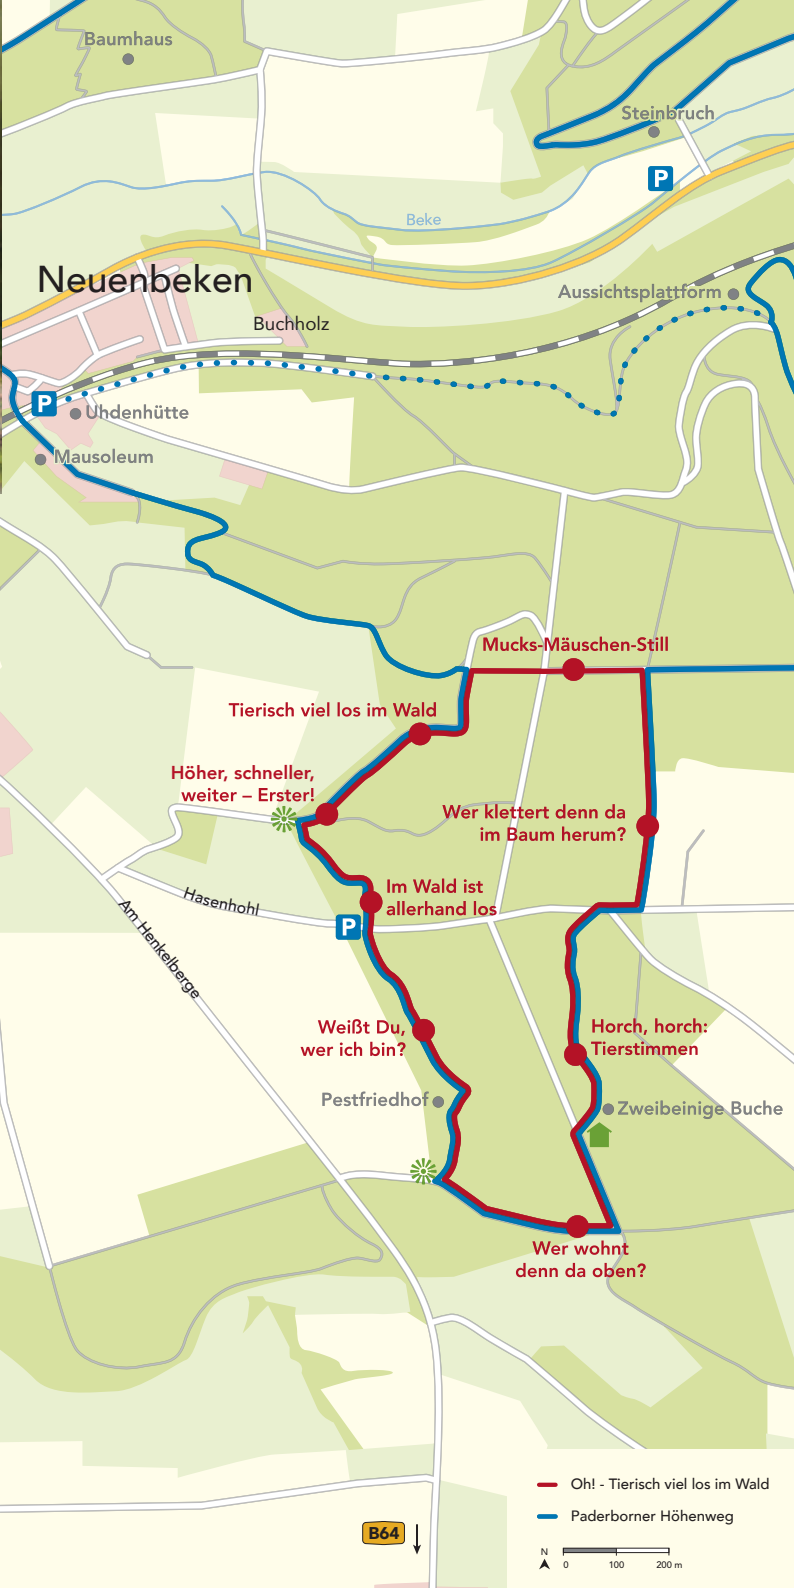 Baumhaus
Steinbruch
P
Beke
Neuenbeken
Aussichtsplattform
Buchholz
P
Uhdenhütte
Mausoleum
Mucks-Mäuschen-Still
Tierisch viel los im Wald
Höher, schneller,
weiter – Erster!
Wer klettert denn da
im Baum herum?
Im Wald ist
allerhand los
Hasenhohl
P
Am Henkelberge
Weißt Du,
wer ich bin?
Horch, horch:
Tierstimmen
Pestfriedhof
Zweibeinige Buche
Wer wohnt
denn da oben?
Oh! - Tierisch viel los im Wald
Paderborner Höhenweg
B64
N
0 100 200 m